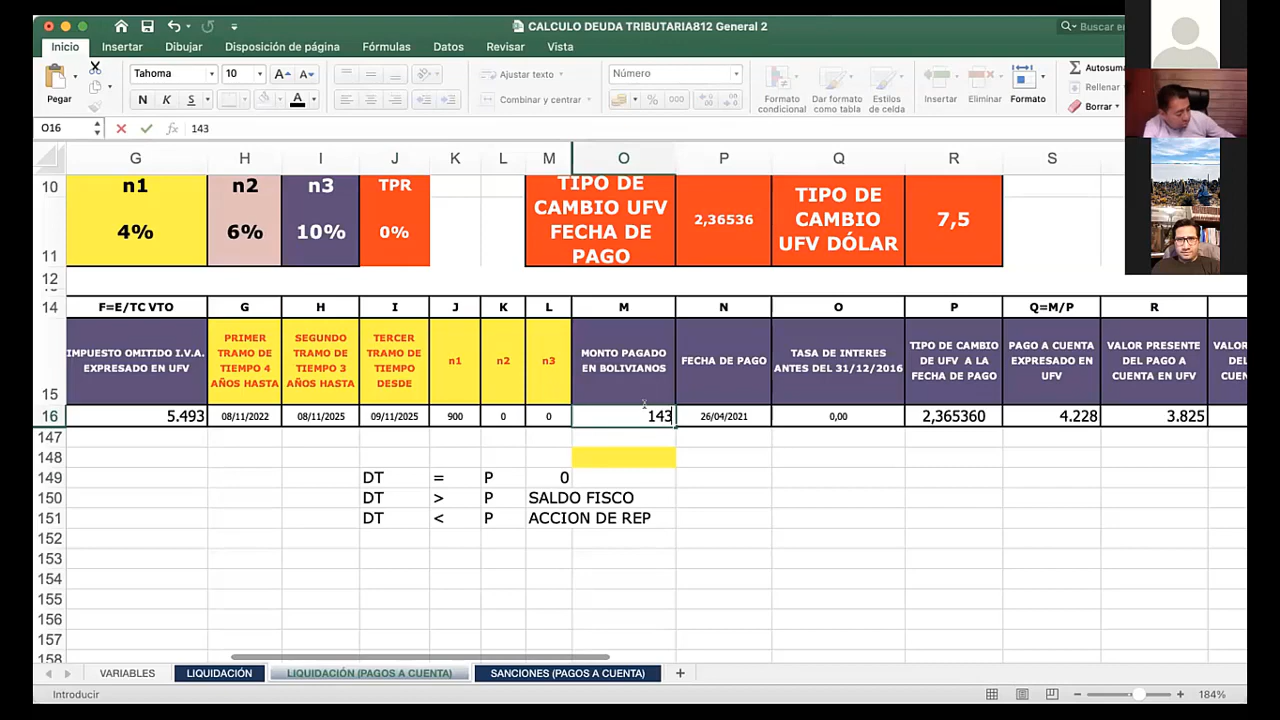 CALCULO DEUDA TRIBUTARIA812 General 2
Buscar en
Inicio Insertar Dibujar Disposición de página Fórmulas Datos Revisar Vista
Tahoma 10 A A Ajustar texto Número Autosuma
Pegar N K S A Combinar y centrar % 000 Formato condicional Dar formato como tabla Estilos de celda Insertar Eliminar Formato Rellenar
Borrar
O16 fx 143
G H I J K L M O P Q R S T
10 n1 n2 n3 TPR TIPO DE CAMBIO UFV FECHA DE PAGO 2,36536 TIPO DE CAMBIO UFV DÓLAR 7,5
11 4% 6% 10% 0%
12
14 F=E/TC VTO G H I J K L M N O P Q=M/P R
15 IMPUESTO OMITIDO I.V.A. EXPRESADO EN UFV PRIMER TRAMO DE TIEMPO 4 AÑOS HASTA SEGUNDO TRAMO DE TIEMPO 3 AÑOS HASTA TERCER TRAMO DE TIEMPO DESDE n1 n2 n3 MONTO PAGADO EN BOLIVIANOS FECHA DE PAGO TASA DE INTERES ANTES DEL 31/12/2016 TIPO DE CAMBIO DE UFV A LA FECHA DE PAGO PAGO A CUENTA EXPRESADO EN UFV VALOR PRESENTE DEL PAGO A CUENTA EN UFV VALOR DEL CUEN
16 5.493 08/11/2022 08/11/2025 09/11/2025 900 0 0 143 26/04/2021 0,00 2,365360 4.228 3.825
147
148
149 DT = P 0
150 DT > P SALDO FISCO
151 DT < P ACCION DE REP
152
153
154
155
156
157
158
VARIABLES LIQUIDACIÓN LIQUIDACIÓN (PAGOS A CUENTA) SANCIONES (PAGOS A CUENTA) +
Introducir 184%